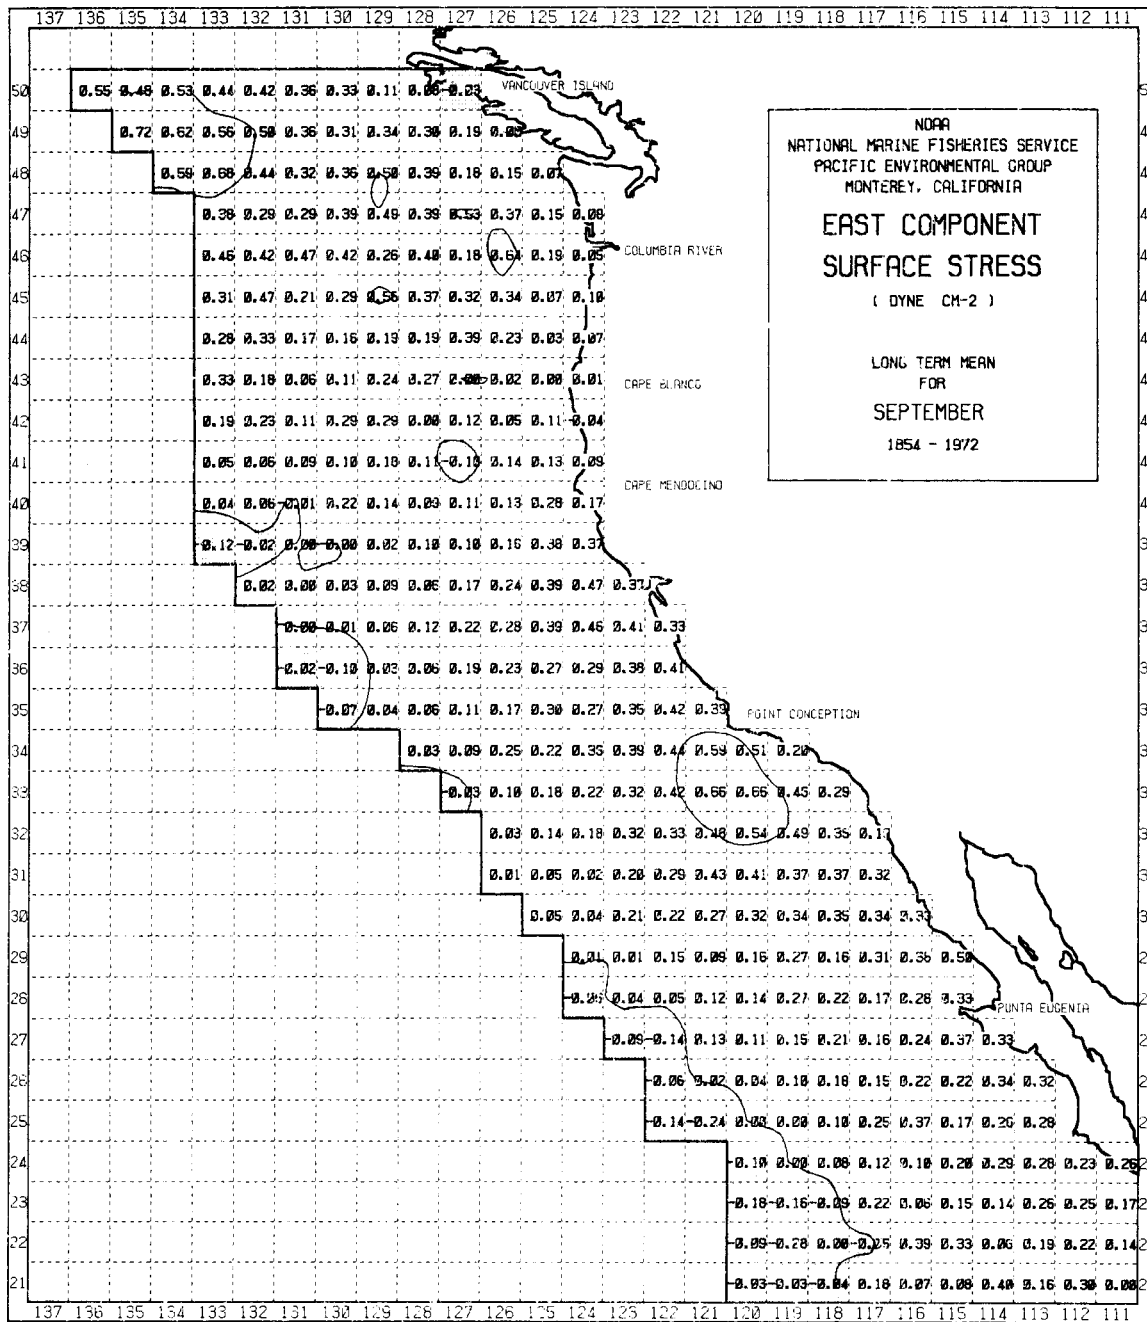 137 136 135 134 133 132 131 130 129 128 127 126 125 124 123 122 121 120 119 118 117 116 115 114 113 112 111
VANCOUVER ISLAND
50 0.55 0.48 0.53 0.44 0.42 0.36 0.33 0.11 0.08 -0.03
49 0.72 0.62 0.56 0.50 0.36 0.31 0.34 0.30 0.19 0.08
48 0.59 0.68 0.44 0.32 0.36 0.50 0.39 0.18 0.15 0.07
47 0.38 0.29 0.29 0.39 0.49 0.39 0.53 0.37 0.15 0.08
COLUMBIA RIVER
46 0.46 0.42 0.47 0.42 0.26 0.40 0.18 0.64 0.19 0.05
45 0.31 0.47 0.21 0.29 0.56 0.37 0.32 0.34 0.07 0.10
44 0.28 0.33 0.17 0.16 0.19 0.19 0.39 0.23 0.03 0.07
43 0.33 0.18 0.06 0.11 0.24 0.27 -0.00 0.02 0.00 0.01
CAPE BLANCO
42 0.19 0.23 0.11 0.29 0.29 0.00 0.12 0.05 0.11 -0.04
41 0.05 0.06 0.09 0.10 0.18 0.11 -0.10 0.14 0.13 0.09
CAPE MENDOCINO
40 0.04 0.06 -0.01 0.22 0.14 0.09 0.11 0.13 0.28 0.17
39 -0.12 -0.02 0.00 -0.00 0.02 0.10 0.10 0.16 0.38 0.37
38 0.02 0.00 0.03 0.09 0.06 0.17 0.24 0.39 0.47 0.37
37 -0.00 -0.01 0.06 0.12 0.22 0.28 0.39 0.46 0.41 0.33
36 -0.02 -0.10 0.03 0.06 0.19 0.23 0.27 0.29 0.38 0.41
35 -0.07 0.04 0.06 0.11 0.17 0.30 0.27 0.35 0.42 0.39
POINT CONCEPTION
34 0.03 0.09 0.25 0.22 0.35 0.39 0.44 0.59 0.51 0.20
33 -0.03 0.10 0.18 0.22 0.32 0.42 0.66 0.66 0.45 0.29
32 0.03 0.14 0.18 0.32 0.33 0.48 0.54 0.49 0.35 0.17
31 0.01 0.05 0.02 0.20 0.29 0.43 0.41 0.37 0.37 0.32
30 0.05 0.04 0.21 0.22 0.27 0.32 0.34 0.35 0.34 0.33
29 -0.01 0.01 0.15 0.09 0.16 0.27 0.16 0.31 0.36 0.50
28 0.04 0.05 0.12 0.14 0.27 0.22 0.17 0.28 0.33
PUNTA EUGENIA
27 -0.09 -0.14 0.13 0.11 0.15 0.21 0.16 0.24 0.37 0.33
26 -0.06 0.02 0.04 0.10 0.18 0.15 0.22 0.22 0.34 0.32
25 -0.14 -0.24 0.00 0.10 0.25 0.37 0.17 0.26 0.28
24 -0.10 0.00 0.08 0.12 0.10 0.20 0.29 0.28 0.23 0.26
23 -0.18 -0.16 -0.09 0.22 0.06 0.15 0.14 0.26 0.25 0.17
22 -0.09 -0.28 0.00 -0.25 0.39 0.33 0.06 0.19 0.22 0.14
21 -0.03 -0.03 -0.04 0.18 0.07 0.08 0.40 0.16 0.30 0.00
137 136 135 134 133 132 131 130 129 128 127 126 125 124 123 122 121 120 119 118 117 116 115 114 113 112 111
NOAA
NATIONAL MARINE FISHERIES SERVICE
PACIFIC ENVIRONMENTAL GROUP
MONTEREY, CALIFORNIA
EAST COMPONENT
SURFACE STRESS
( DYNE CM-2 )
LONG TERM MEAN
FOR
SEPTEMBER
1854 - 1972